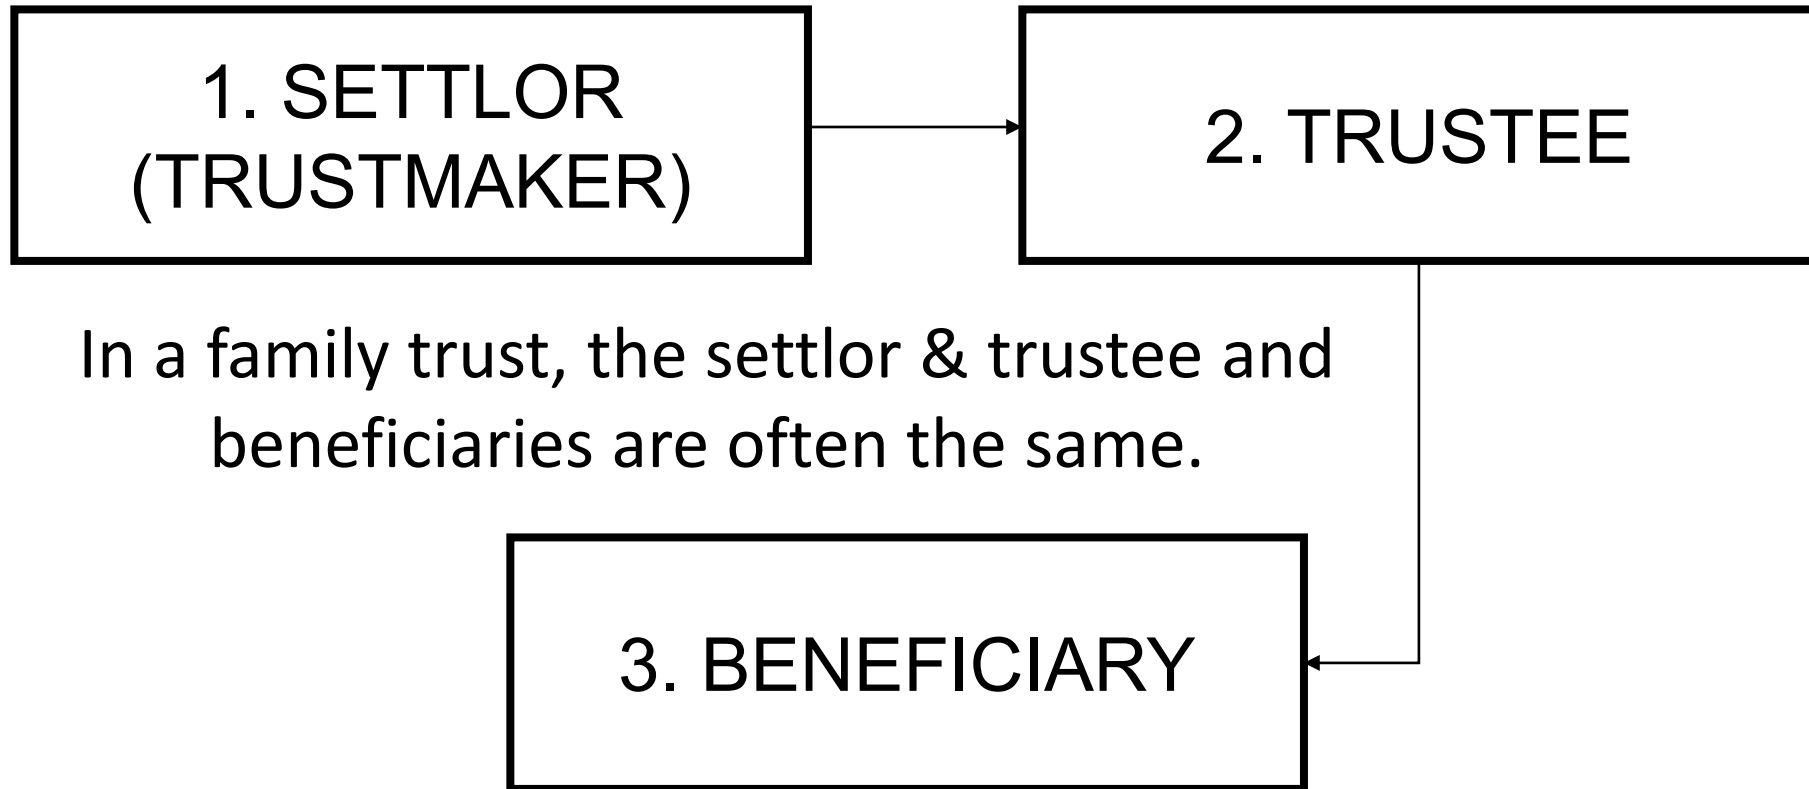 1. SETTLOR
(TRUSTMAKER)
2. TRUSTEE
In a family trust, the settlor & trustee and
beneficiaries are often the same.
3. BENEFICIARY